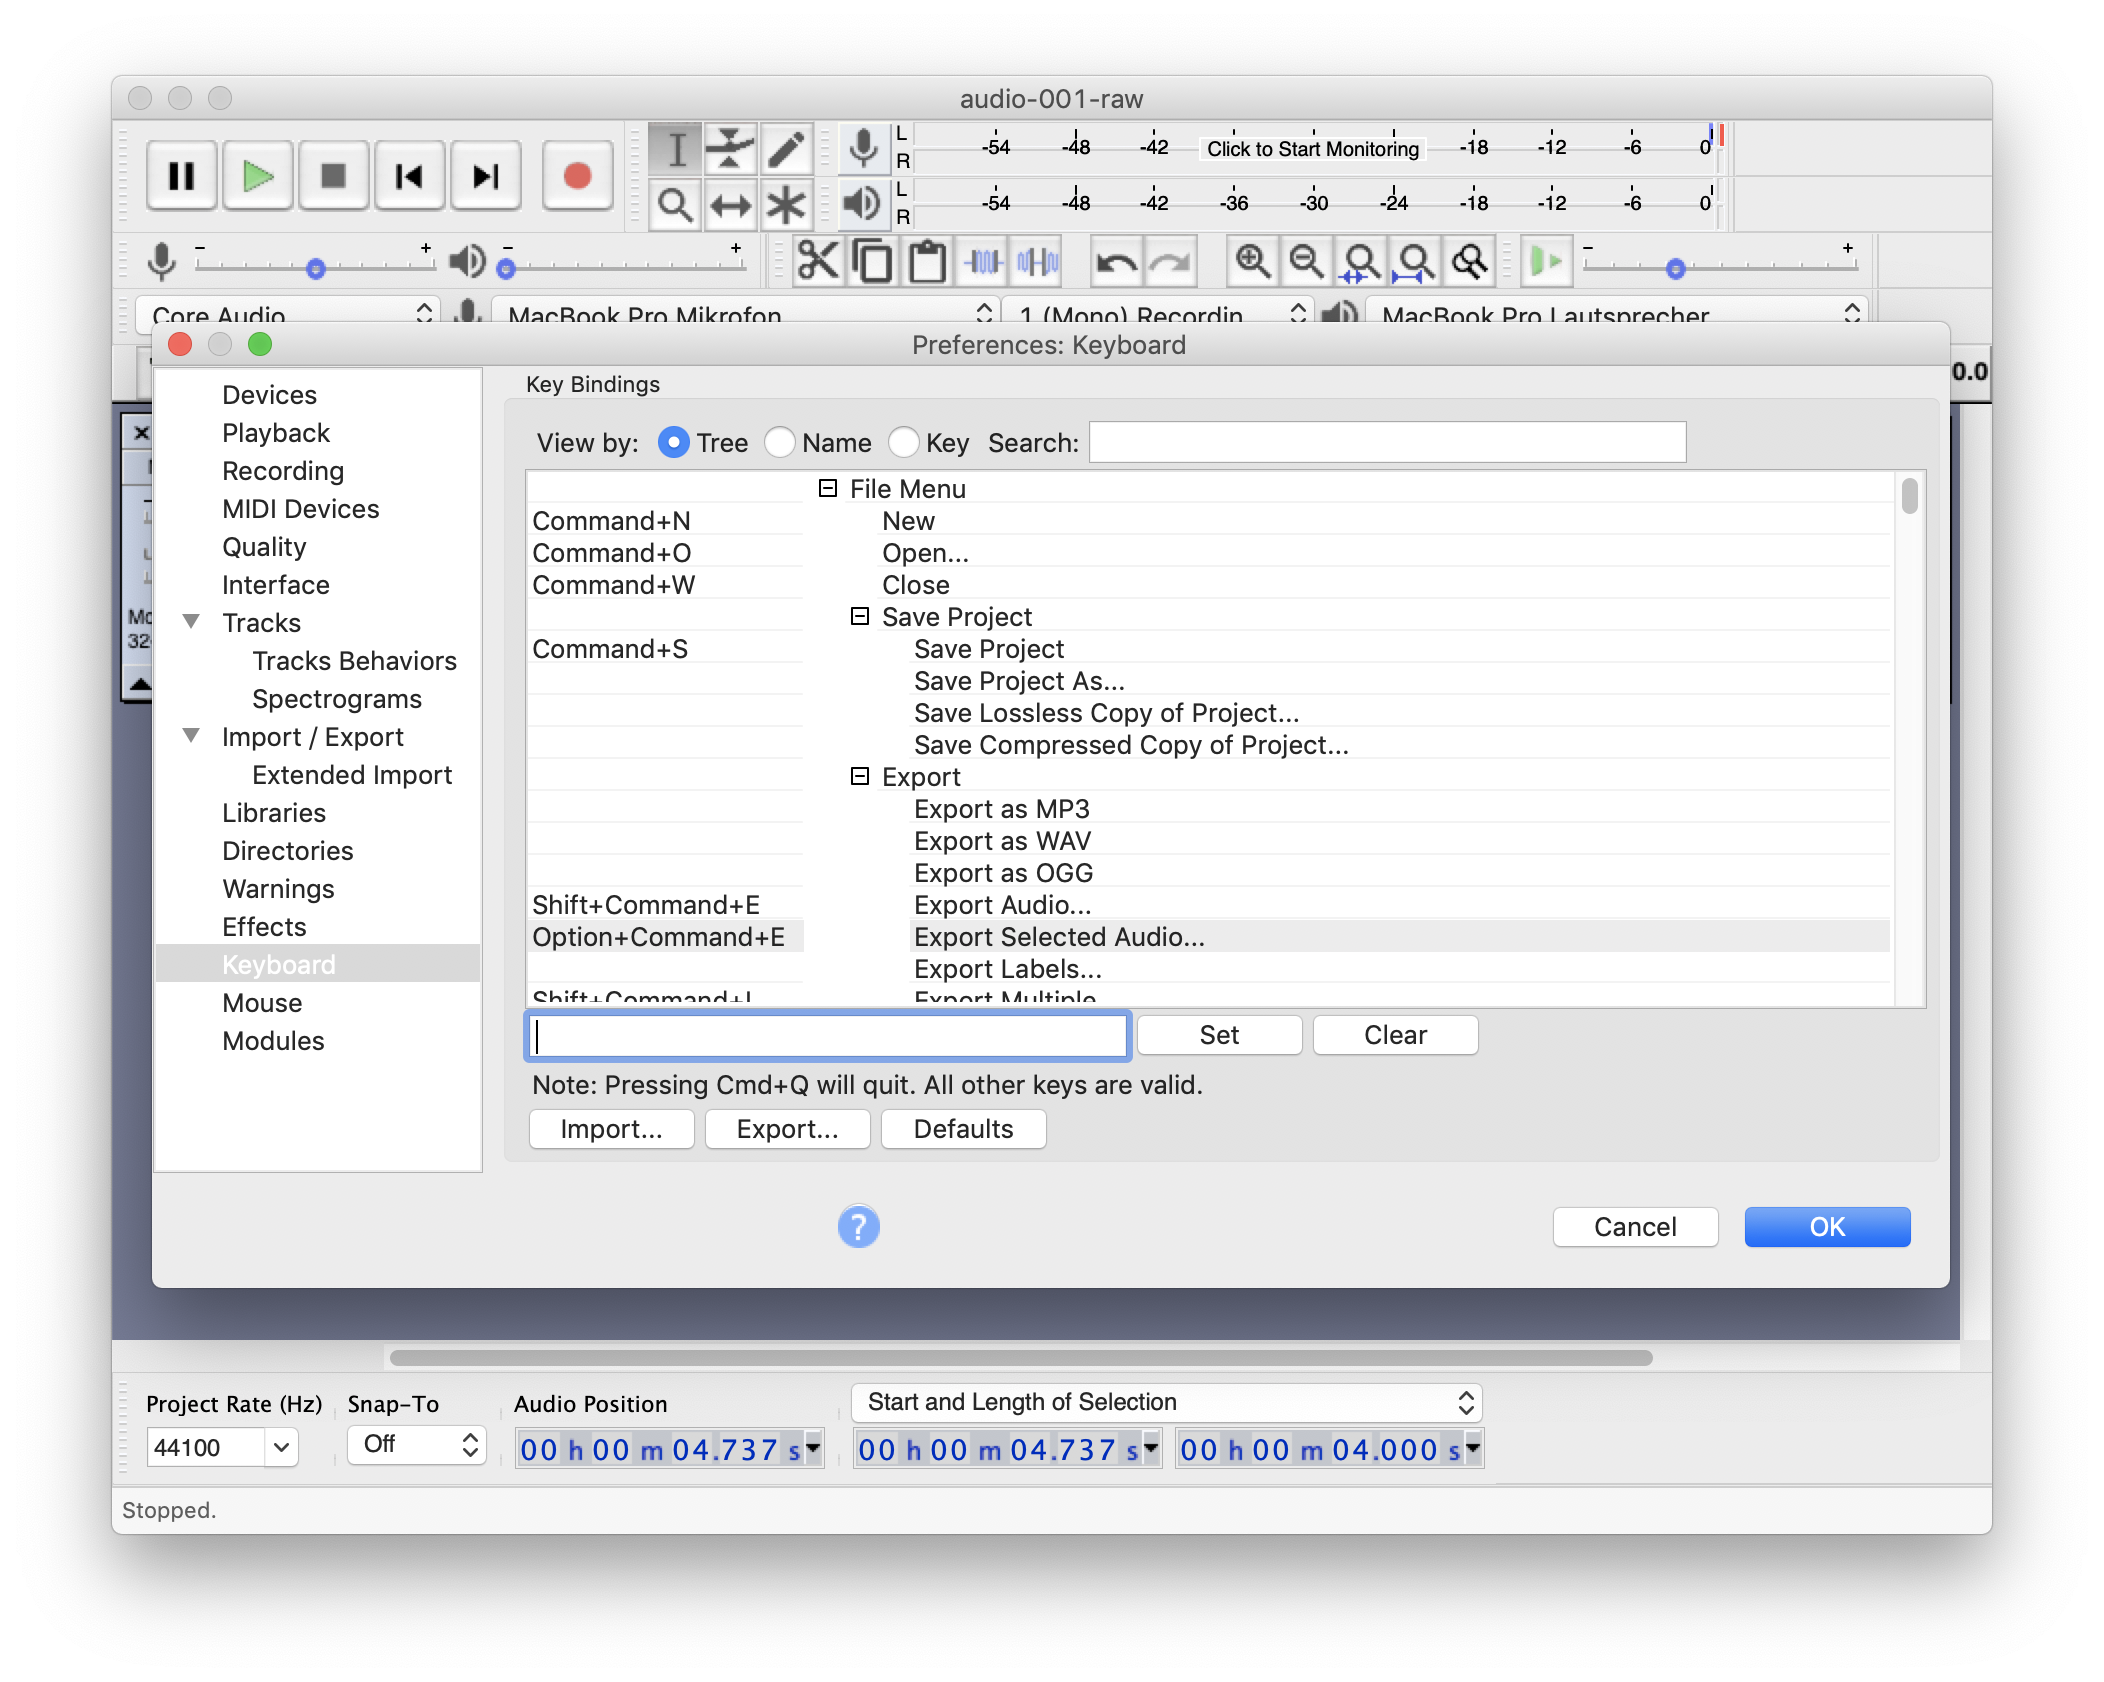 audio-001-raw
L
R
-54 -48 -42 Click to Start Monitoring -18 -12 -6 0
L
R
-54 -48 -42 -36 -30 -24 -18 -12 -6 0
- + - + - +
Core Audio MacBook Pro Mikrofon 1 (Mono) Recordin MacBook Pro Lautsprecher
Preferences: Keyboard
0.0
Devices
Playback
Recording
MIDI Devices
Quality
Interface
Tracks
Tracks Behaviors
Spectrograms
Import / Export
Extended Import
Libraries
Directories
Warnings
Effects
Keyboard
Mouse
Modules
32
Key Bindings
View by: Tree Name Key Search:
File Menu
Command+N New
Command+O Open...
Command+W Close
Save Project
Command+S Save Project
Save Project As...
Save Lossless Copy of Project...
Save Compressed Copy of Project...
Export
Export as MP3
Export as WAV
Export as OGG
Shift+Command+E Export Audio...
Option+Command+E Export Selected Audio...
Export Labels...
Export Multiple
Set Clear
Note: Pressing Cmd+Q will quit. All other keys are valid.
Import... Export... Defaults
? Cancel OK
Project Rate (Hz) Snap-To Audio Position Start and Length of Selection
44100 Off 00 h 00 m 04.737 s 00 h 00 m 04.737 s 00 h 00 m 04.000 s
Stopped.